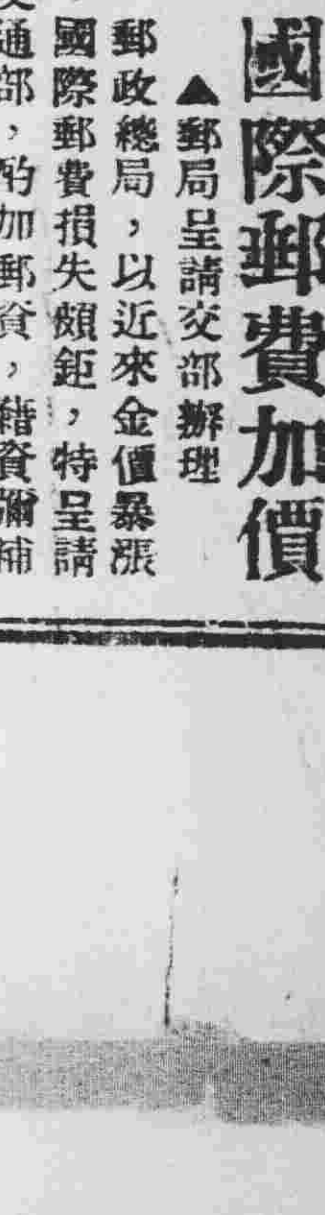 國際郵費加價
▲郵局呈請交部辦理
郵政總局，以近來金價暴漲
國際郵費損失頗鉅，特呈請
交通部，酌加郵資，藉資彌補